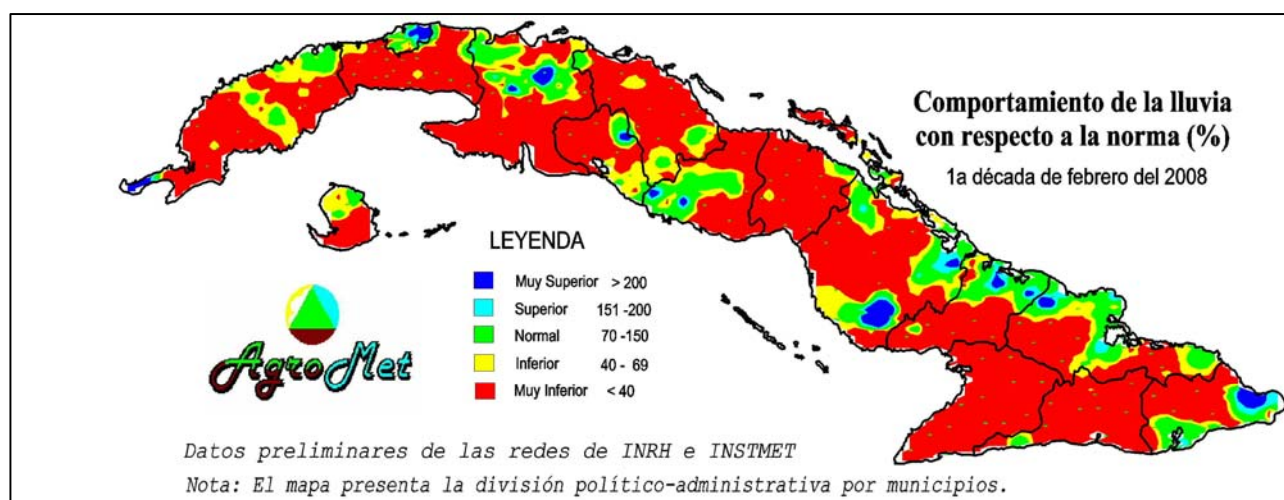 Comportamiento de la lluvia
con respecto a la norma (%)
1a década de febrero del 2008
LEYENDA
Muy Superior > 200
Superior 151 -200
Normal 70 -150
Inferior 40 - 69
Muy Inferior < 40
AgroMet
Datos preliminares de las redes de INRH e INSTMET
Nota: El mapa presenta la división político-administrativa por municipios.